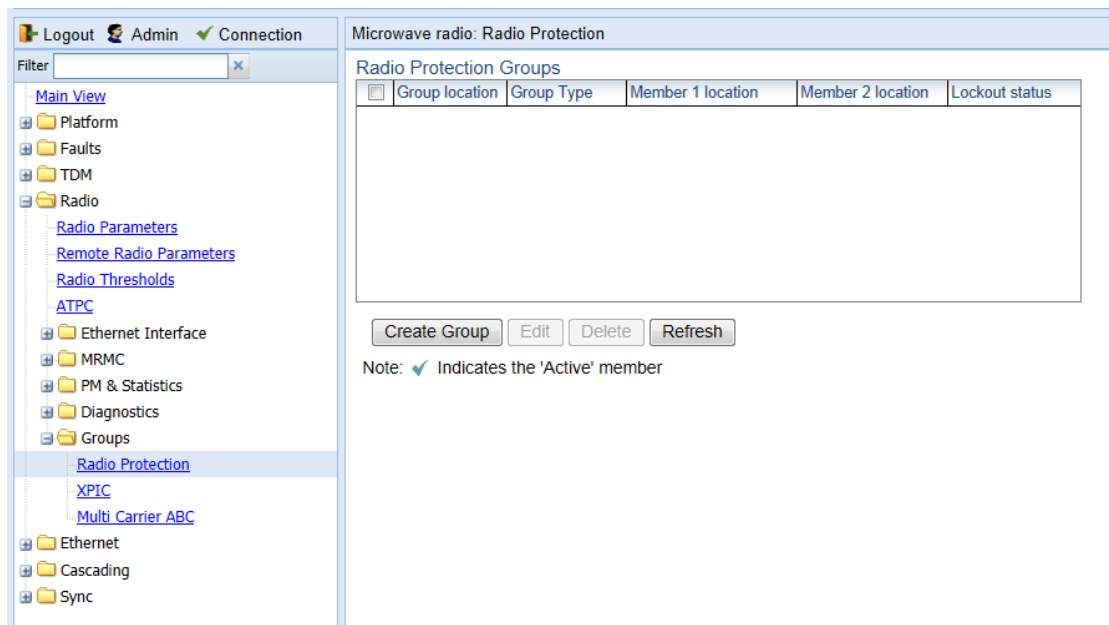 Logout Admin Connection
Filter
Main View
Platform
Faults
TDM
Radio
Radio Parameters
Remote Radio Parameters
Radio Thresholds
ATPC
Ethernet Interface
MRMC
PM & Statistics
Diagnostics
Groups
Radio Protection
XPIC
Multi Carrier ABC
Ethernet
Cascading
Sync
Microwave radio: Radio Protection
Radio Protection Groups
Group location Group Type Member 1 location Member 2 location Lockout status
Create Group Edit Delete Refresh
Note: ✓ Indicates the 'Active' member